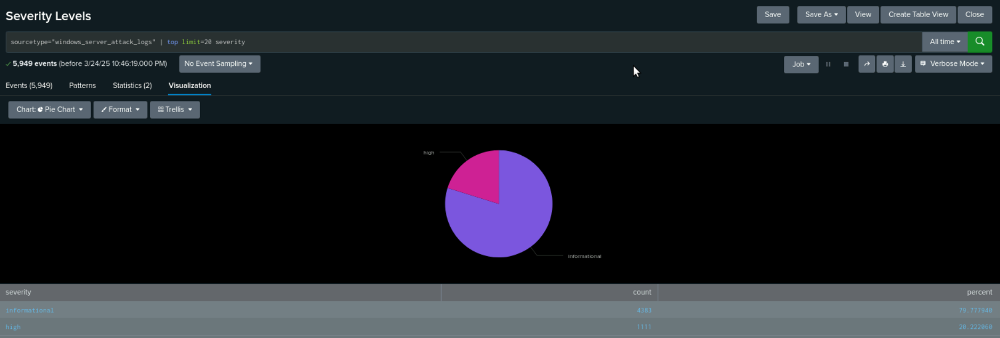 Severity Levels
Save
Save As
View
Create Table View
Close
sourcetype="windows_server_attack_logs" | top limit=20 severity
All time
5,949 events (before 3/24/25 10:46:19.000 PM)
No Event Sampling
Job
Verbose Mode
Events (5,949)
Patterns
Statistics (2)
Visualization
Chart: Pie Chart
Format
Trellis
high
informational
severity count percent
informational 4383 79.777940
high 1111 20.222060